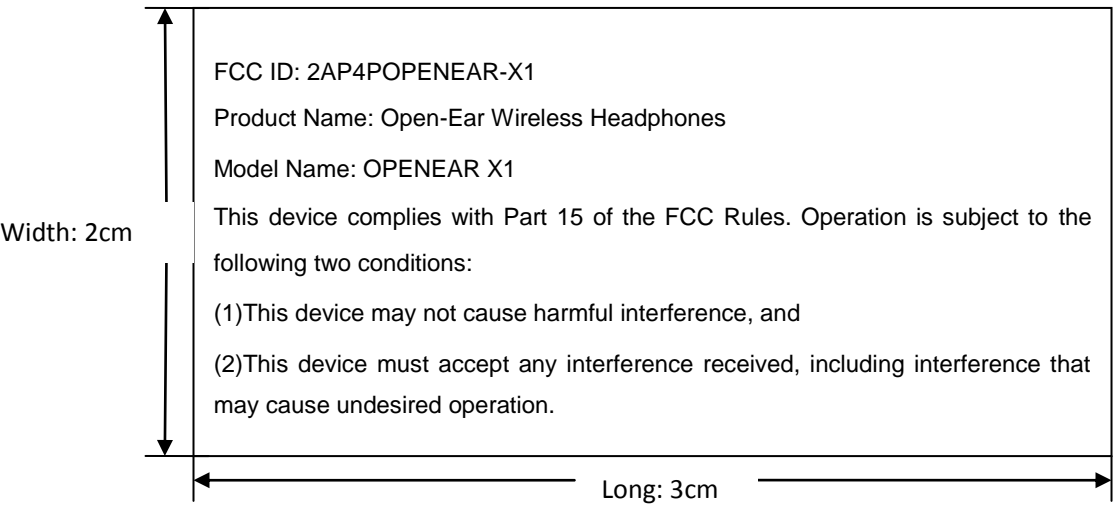 FCC ID: 2AP4POPENEAR-X1
Product Name: Open-Ear Wireless Headphones
Model Name: OPENEAR X1
This device complies with Part 15 of the FCC Rules. Operation is subject to the
following two conditions:
(1)This device may not cause harmful interference, and
(2)This device must accept any interference received, including interference that
may cause undesired operation.
Width: 2cm
Long: 3cm